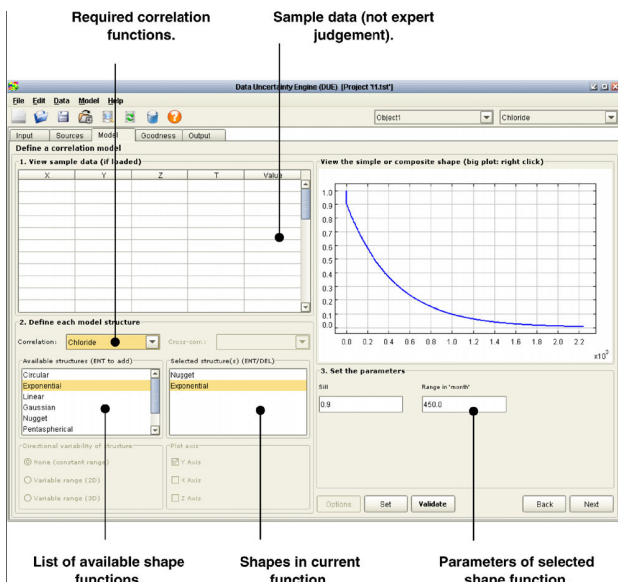 Required correlation functions.
Sample data (not expert judgement).
Data Uncertainty Engine (DUE) [Project '11.tst']
File Edit Data Model Help
Object1 Chloride
Input Sources Model Goodness Output
Define a correlation model
1. View sample data (if loaded)
X Y Z T Value
2. Define each model structure
Correlation: Chloride Cross-corr.:
Available structures (ENT to add)
Circular
Exponential
Linear
Gaussian
Nugget
Pentaspherical
Selected structure(s) (ENT/DEL)
Nugget
Exponential
Directional variability of structure
None (constant range)
Variable range (2D)
Variable range (3D)
Plot axis
Y Axis
X Axis
Z Axis
View the simple or composite shape (big plot: right click)
1.0
0.9
0.8
0.7
0.6
0.5
0.4
0.3
0.2
0.1
0.0
0.0 0.2 0.4 0.6 0.8 1.0 1.2 1.4 1.6 1.8 2.0 2.2
x10³
3. Set the parameters
Sill Range in 'month'
0.9 450.0
Options Set Validate Back Next
List of available shape functions
Shapes in current function
Parameters of selected shape function